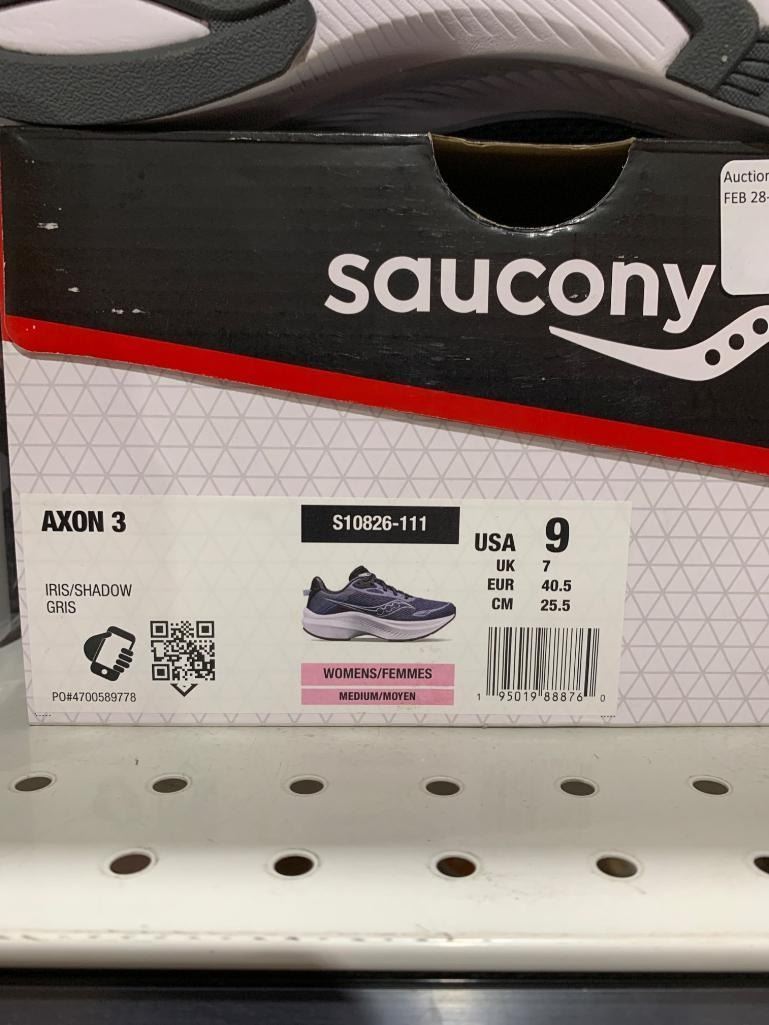 Auction
FEB 28-
saucony
AXON 3
S10826-111
USA 9
UK 7
EUR 40.5
CM 25.5
IRIS/SHADOW
GRIS
WOMENS/FEMMES
MEDIUM/MOYEN
PO#4700589778
1 95019 88876 0